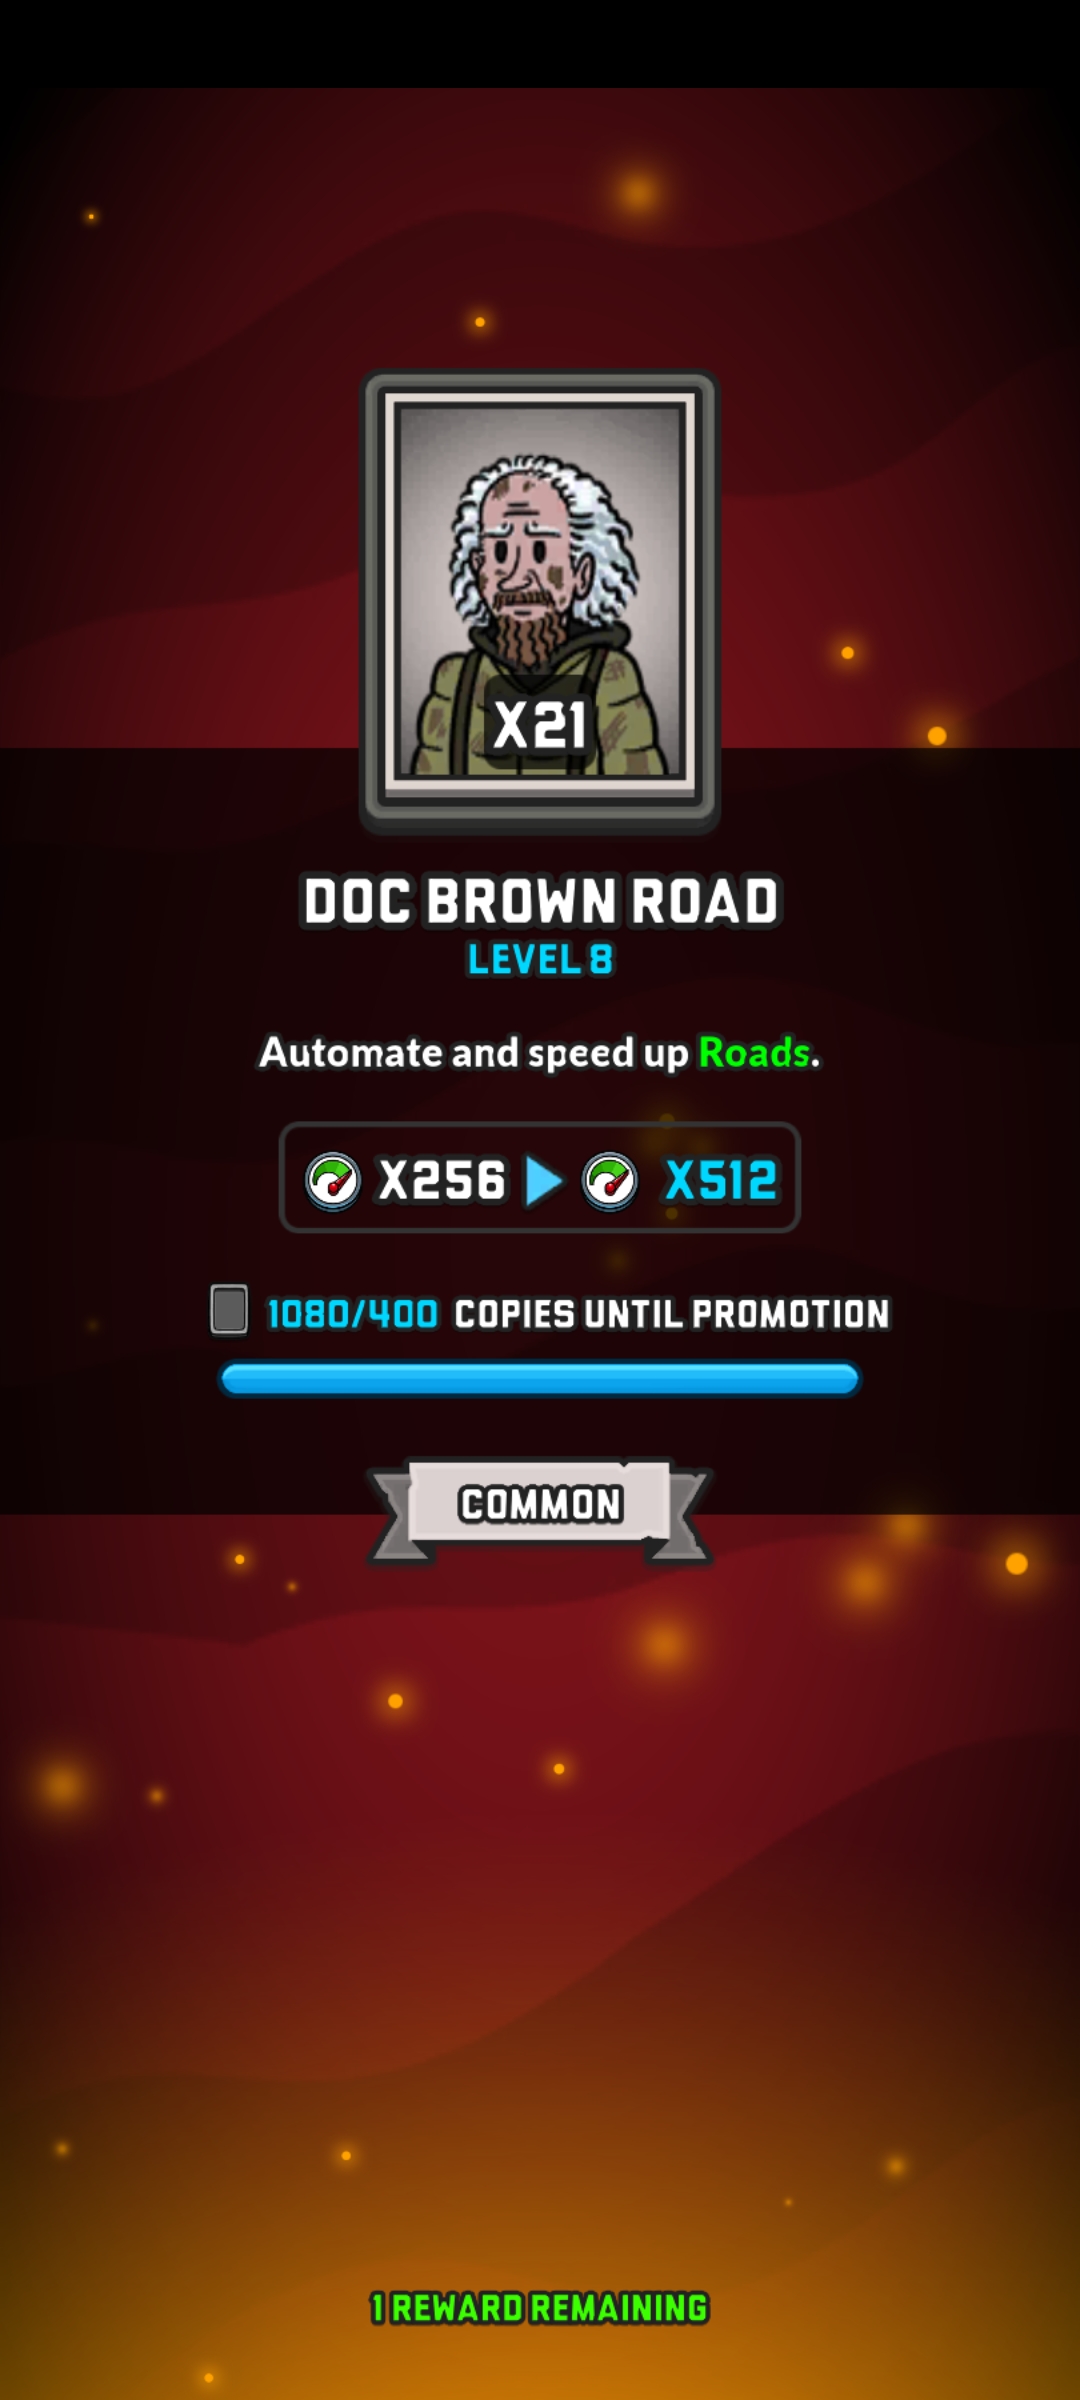 X21
DOC BROWN ROAD
LEVEL 8
Automate and speed up Roads.
X256 X512
1080/400 COPIES UNTIL PROMOTION
COMMON
1 REWARD REMAINING